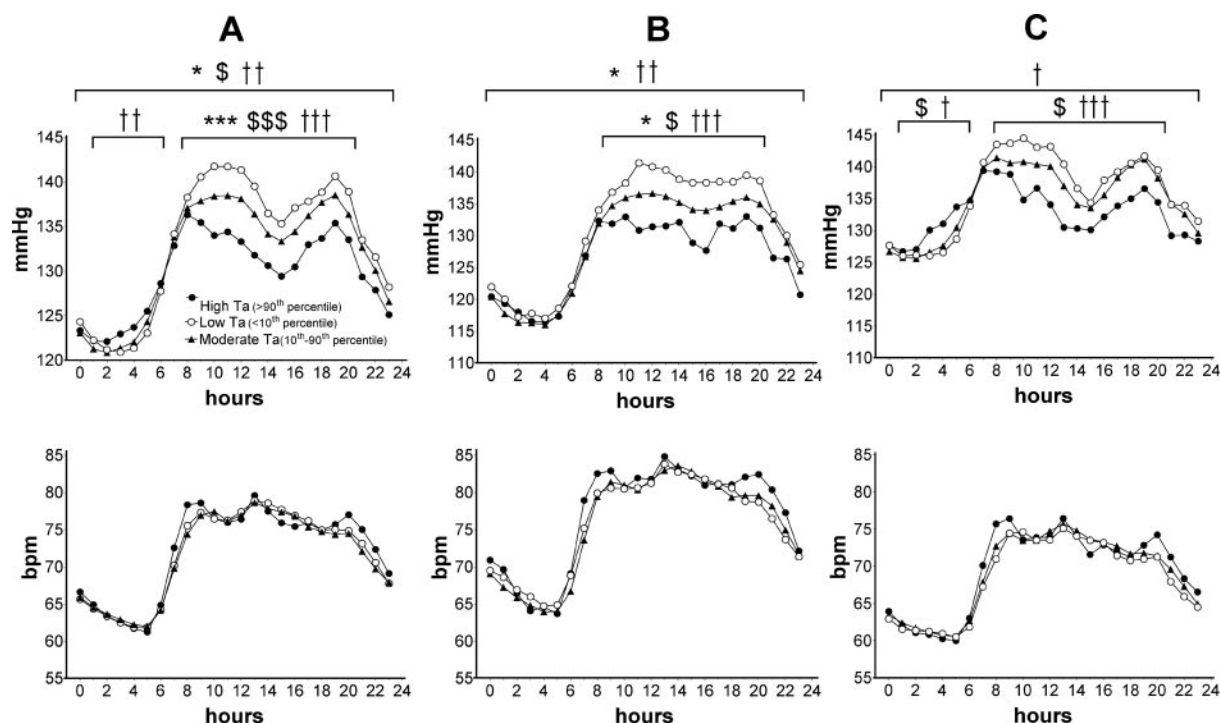 A
B
C
* $ ††
* ††
†
††
*** $$$ †††
* $ †††
$ †
$ †††
mmHg
145
140
135
130
125
120
High Ta (>90th percentile)
Low Ta (<10th percentile)
Moderate Ta (10th-90th percentile)
0 2 4 6 8 10 12 14 16 18 20 22 24
hours
mmHg
145
140
135
130
125
120
115
110
0 2 4 6 8 10 12 14 16 18 20 22 24
hours
mmHg
145
140
135
130
125
120
115
110
0 2 4 6 8 10 12 14 16 18 20 22 24
hours
bpm
85
80
75
70
65
60
55
0 2 4 6 8 10 12 14 16 18 20 22 24
hours
bpm
85
80
75
70
65
60
55
0 2 4 6 8 10 12 14 16 18 20 22 24
hours
bpm
85
80
75
70
65
60
55
0 2 4 6 8 10 12 14 16 18 20 22 24
hours